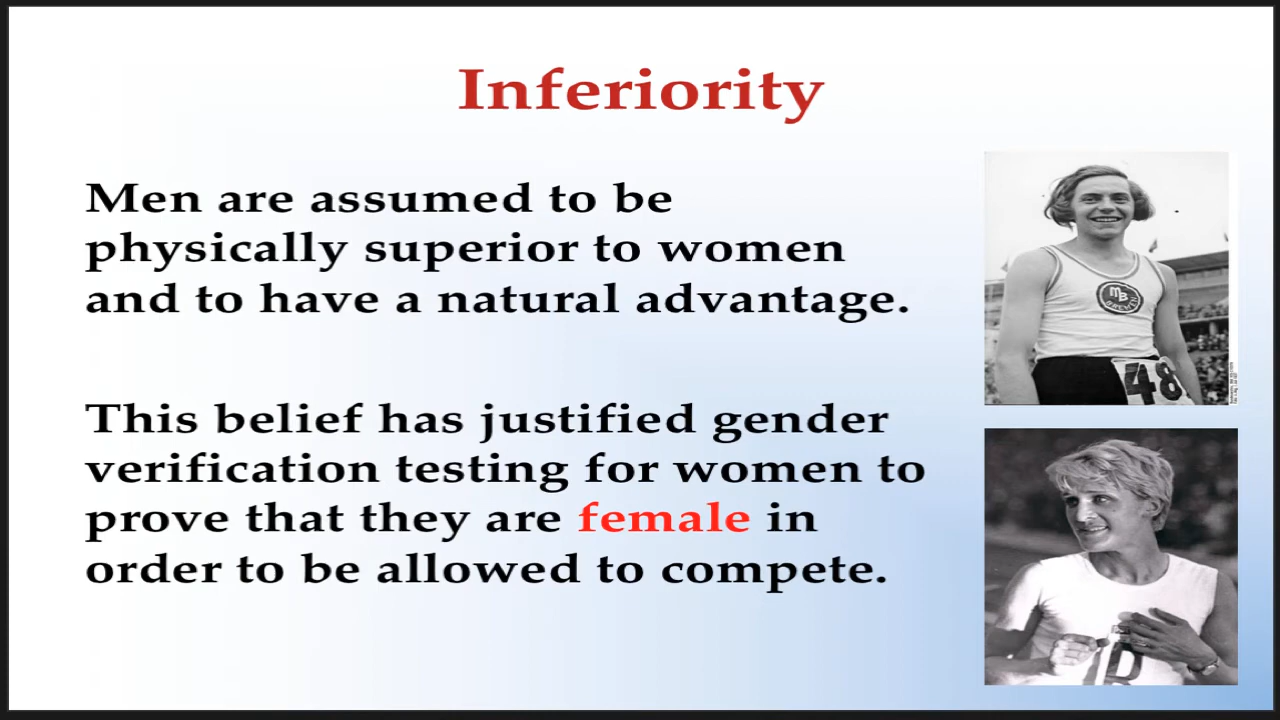 Inferiority
Men are assumed to be
physically superior to women
and to have a natural advantage.
This belief has justified gender
verification testing for women to
prove that they are female in
order to be allowed to compete.
MB
BREMEN
48